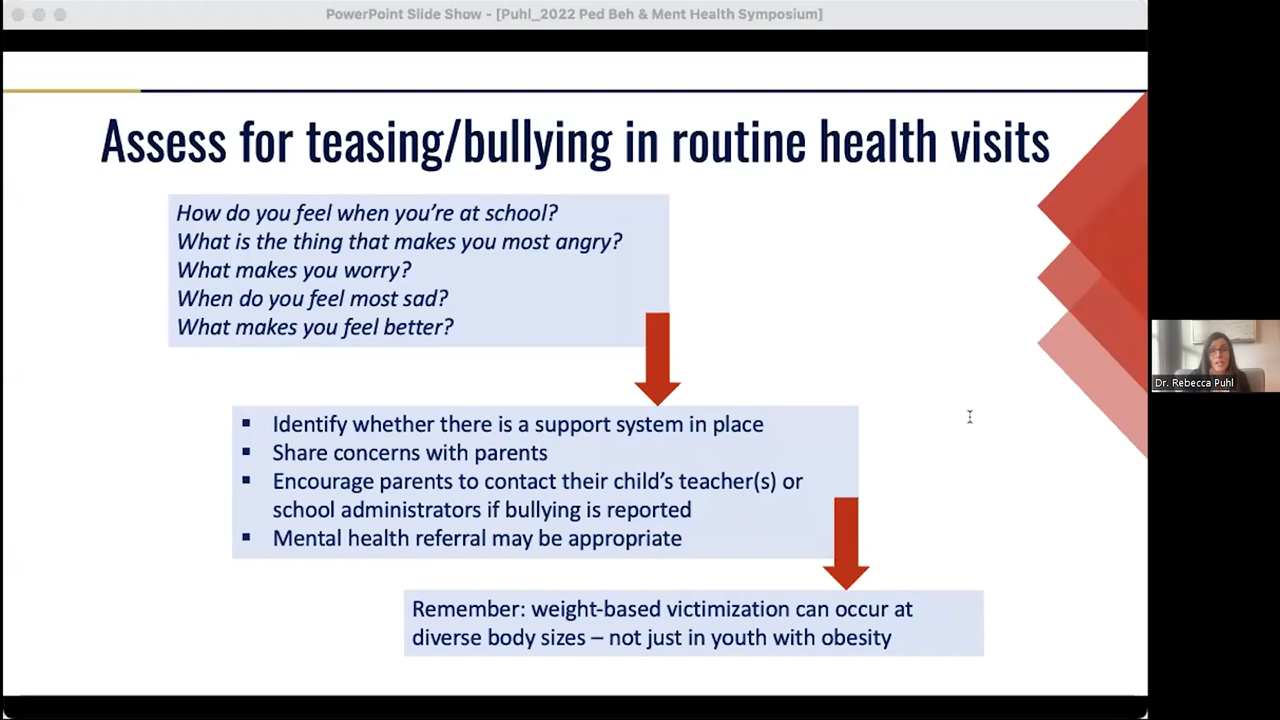 PowerPoint Slide Show - [Puhl_2022 Ped Beh & Ment Health Symposium]
Assess for teasing/bullying in routine health visits
How do you feel when you're at school?
What is the thing that makes you most angry?
What makes you worry?
When do you feel most sad?
What makes you feel better?
▪ Identify whether there is a support system in place
▪ Share concerns with parents
▪ Encourage parents to contact their child's teacher(s) or
school administrators if bullying is reported
▪ Mental health referral may be appropriate
Remember: weight-based victimization can occur at
diverse body sizes – not just in youth with obesity
Dr. Rebecca Puhl